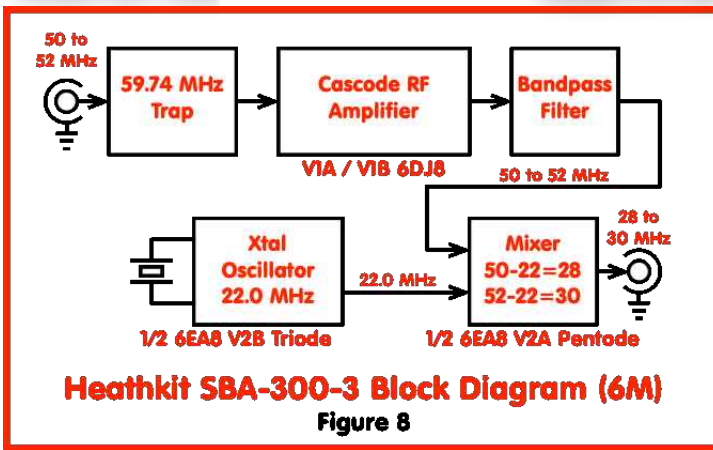 50 to
52 MHz
59.74 MHz
Trap
Cascode RF
Amplifier
Bandpass
Filter
V1A / V1B 6DJ8
50 to 52 MHz
Xtal
Oscillator
22.0 MHz
22.0 MHz
Mixer
50-22=28
52-22=30
28 to
30 MHz
1/2 6EA8 V2B Triode
1/2 6EA8 V2A Pentode
Heathkit SBA-300-3 Block Diagram (6M)
Figure 8